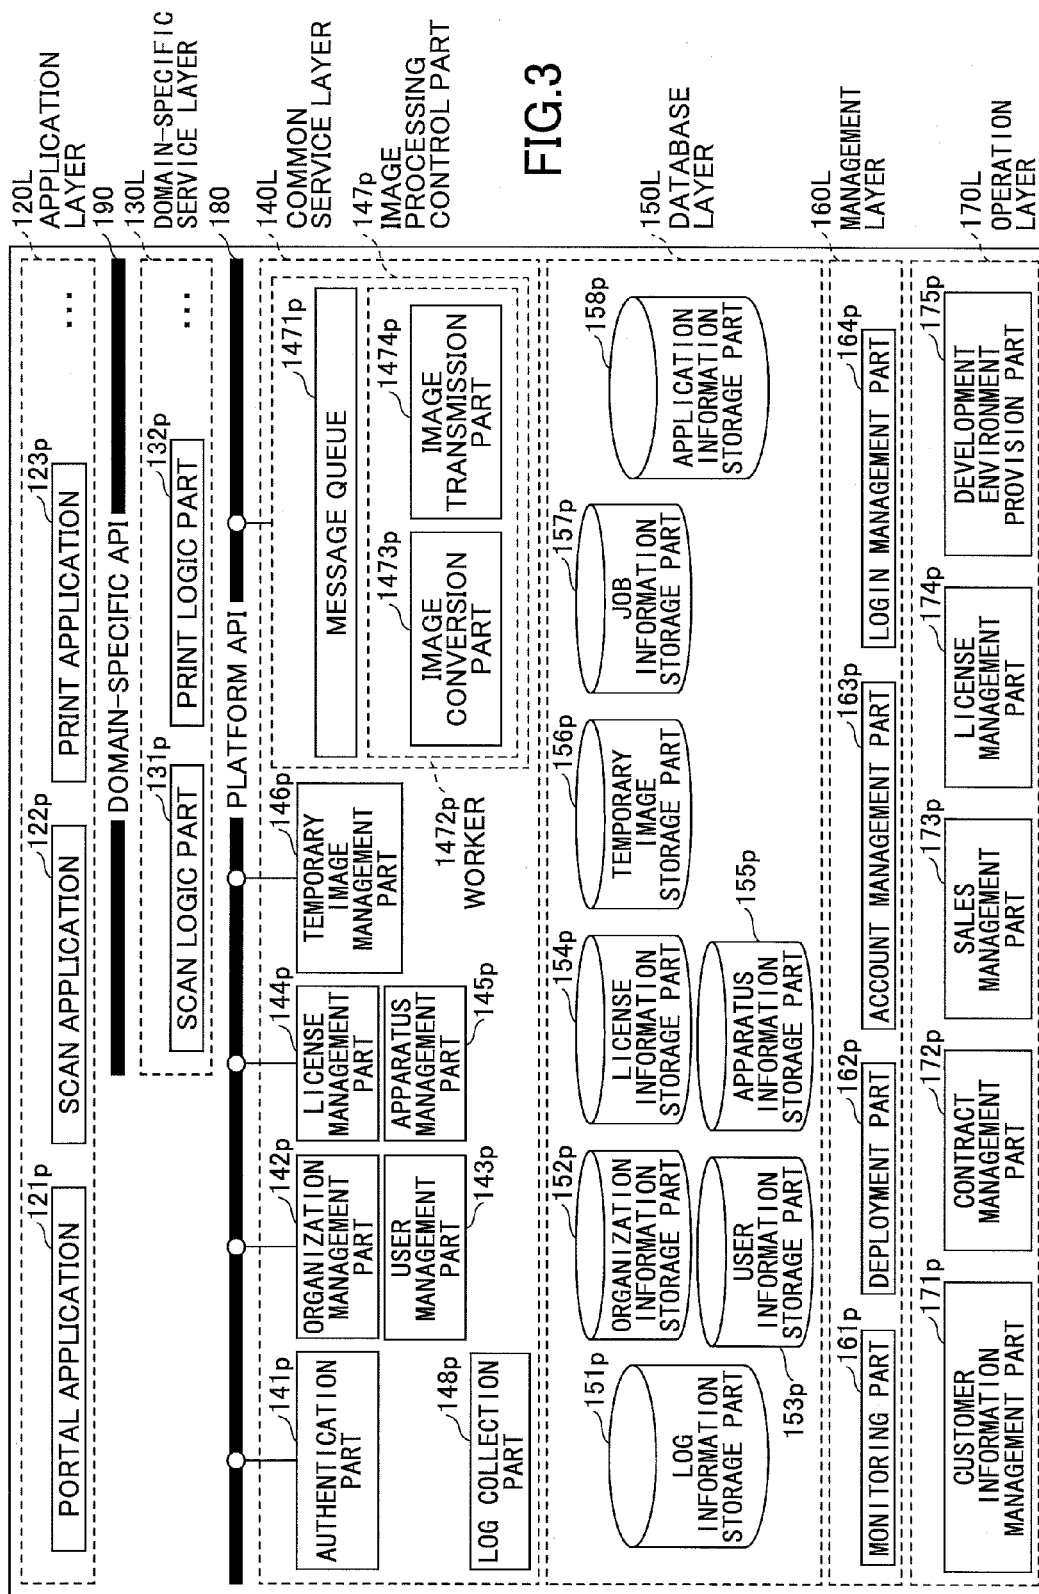 FIG.3
120L
APPLICATION
LAYER
121p
PORTAL APPLICATION
122p
SCAN APPLICATION
123p
PRINT APPLICATION
...
190
DOMAIN-SPECIFIC API
130L
DOMAIN-SPECIFIC
SERVICE LAYER
131p
SCAN LOGIC PART
132p
PRINT LOGIC PART
...
180
PLATFORM API
140L
COMMON
SERVICE LAYER
141p
AUTHENTICATION
PART
142p
ORGANIZATION
MANAGEMENT
PART
USER
MANAGEMENT
PART
143p
144p
LICENSE
MANAGEMENT
PART
APPARATUS
MANAGEMENT
PART
145p
146p
TEMPORARY
IMAGE
MANAGEMENT
PART
147p
IMAGE
PROCESSING
CONTROL PART
1471p
MESSAGE QUEUE
1472p
WORKER
1473p
IMAGE
CONVERSION
PART
1474p
IMAGE
TRANSMISSION
PART
148p
LOG COLLECTION
PART
150L
DATABASE
LAYER
151p
LOG
INFORMATION
STORAGE PART
152p
ORGANIZATION
INFORMATION
STORAGE PART
USER
INFORMATION
STORAGE PART
153p
154p
LICENSE
INFORMATION
STORAGE PART
APPARATUS
INFORMATION
STORAGE PART
155p
156p
TEMPORARY
IMAGE
STORAGE PART
157p
JOB
INFORMATION
STORAGE PART
158p
APPLICATION
INFORMATION
STORAGE PART
160L
MANAGEMENT
LAYER
161p
MONITORING PART
162p
DEPLOYMENT PART
163p
ACCOUNT MANAGEMENT PART
164p
LOGIN MANAGEMENT PART
170L
OPERATION
LAYER
171p
CUSTOMER
INFORMATION
MANAGEMENT PART
172p
CONTRACT
MANAGEMENT
PART
173p
SALES
MANAGEMENT
PART
174p
LICENSE
MANAGEMENT
PART
175p
DEVELOPMENT
ENVIRONMENT
PROVISION PART